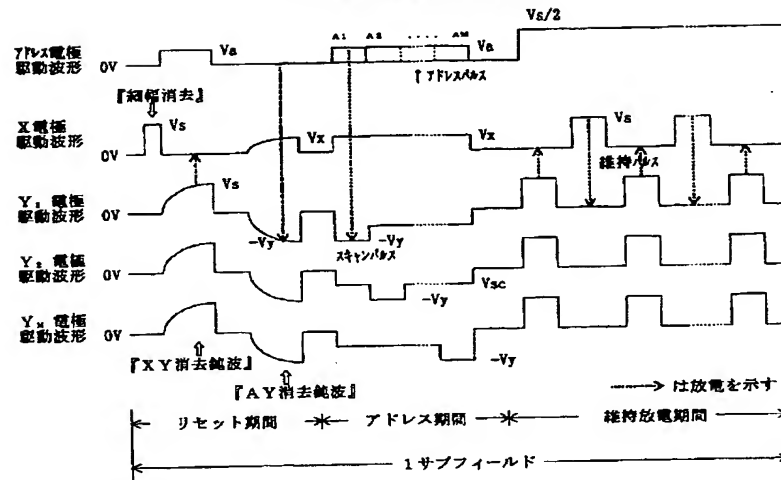 Vs/2
A1 A2 ‥‥ AM
アドレス電極
駆動波形 0V Va Va
↑アドレスパルス
『細幅消去』
X電極
駆動波形 0V Vs Vx Vx Vs
維持パルス
Y₁電極
駆動波形 0V Vs -Vy -Vy
スキャンパルス
Y₂電極
駆動波形 0V -Vy Vsc
Y_N電極
駆動波形 0V -Vy
『XY消去鈍波』
『AY消去鈍波』
┈┈> は放電を示す
リセット期間 アドレス期間 維持放電期間
1サブフィールド